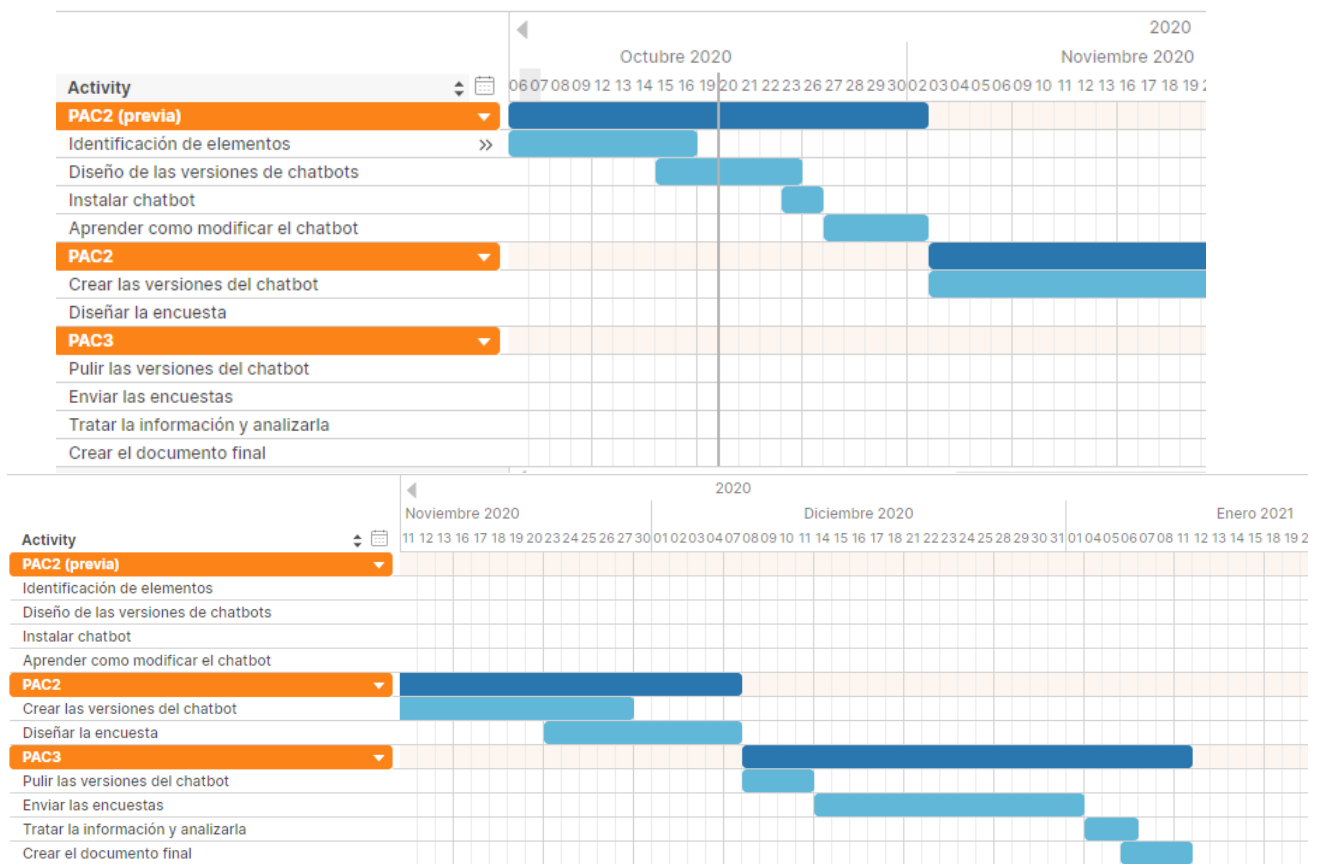 2020
Octubre 2020 Noviembre 2020
Activity 06 07 08 09 12 13 14 15 16 19 20 21 22 23 26 27 28 29 30 02 03 04 05 06 09 10 11 12 13 16 17 18 19
PAC2 (previa)
Identificación de elementos »
Diseño de las versiones de chatbots
Instalar chatbot
Aprender como modificar el chatbot
PAC2
Crear las versiones del chatbot
Diseñar la encuesta
PAC3
Pulir las versiones del chatbot
Enviar las encuestas
Tratar la información y analizarla
Crear el documento final
2020
Noviembre 2020 Diciembre 2020 Enero 2021
Activity 11 12 13 16 17 18 19 20 23 24 25 26 27 30 01 02 03 04 07 08 09 10 11 14 15 16 17 18 21 22 23 24 25 28 29 30 31 01 04 05 06 07 08 11 12 13 14 15 18 19 2
PAC2 (previa)
Identificación de elementos
Diseño de las versiones de chatbots
Instalar chatbot
Aprender como modificar el chatbot
PAC2
Crear las versiones del chatbot
Diseñar la encuesta
PAC3
Pulir las versiones del chatbot
Enviar las encuestas
Tratar la información y analizarla
Crear el documento final